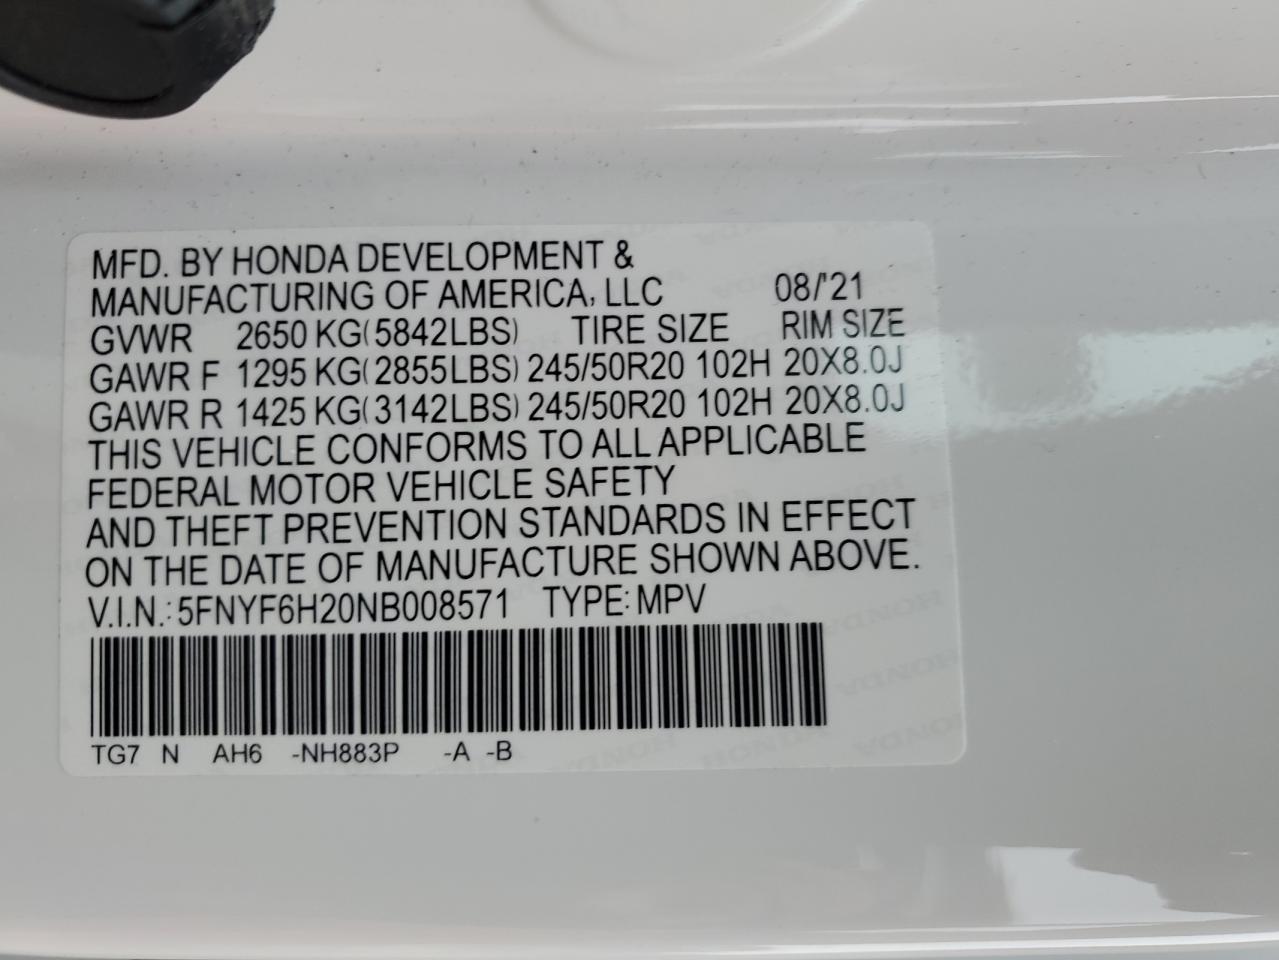 MFD. BY HONDA DEVELOPMENT &
MANUFACTURING OF AMERICA, LLC 08/'21
GVWR 2650 KG(5842LBS) TIRE SIZE RIM SIZE
GAWR F 1295 KG(2855LBS) 245/50R20 102H 20X8.0J
GAWR R 1425 KG(3142LBS) 245/50R20 102H 20X8.0J
THIS VEHICLE CONFORMS TO ALL APPLICABLE
FEDERAL MOTOR VEHICLE SAFETY
AND THEFT PREVENTION STANDARDS IN EFFECT
ON THE DATE OF MANUFACTURE SHOWN ABOVE.
V.I.N.: 5FNYF6H20NB008571 TYPE: MPV
TG7 N AH6 -NH883P -A -B